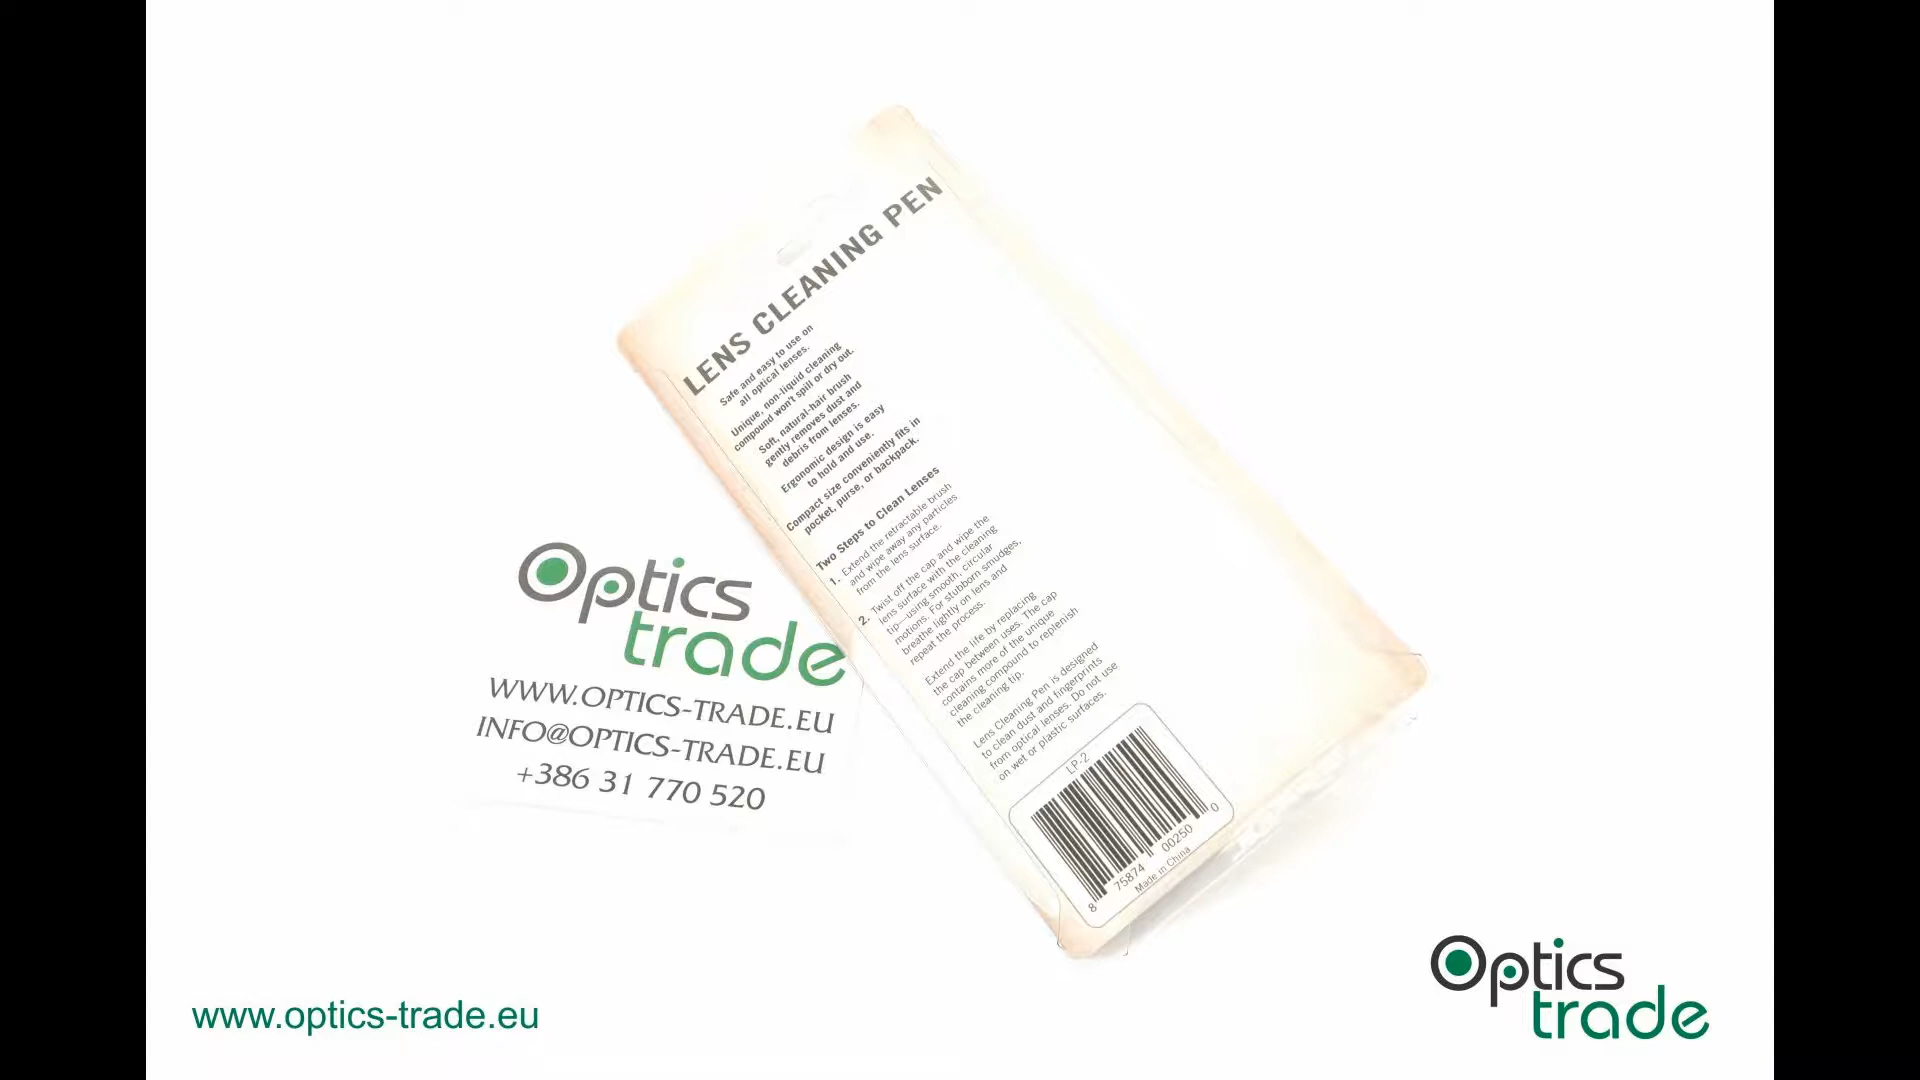 LENS CLEANING PEN
Safe and easy to use on
all optical lenses.
Unique, non-liquid cleaning
compound won't spill or dry out.
Soft, natural-hair brush
gently removes dust and
debris from lenses.
Ergonomic design is easy
to hold and use.
Compact size conveniently fits in
pocket, purse, or backpack.
Two Steps to Clean Lenses
1. Extend the retractable brush
and wipe away any particles
from the lens surface.
2. Twist off the cap and wipe the
lens surface with the cleaning
tip—using smooth, circular
motions. For stubborn smudges,
breathe lightly on lens and
repeat the process.
Extend the life by replacing
the cap between uses. The cap
contains more of the unique
cleaning compound to replenish
the cleaning tip.
Lens Cleaning Pen is designed
to clean dust and fingerprints
from optical lenses. Do not use
on wet or plastic surfaces.
LP-2
8 75874 00250 0
Made in China
Optics
trade
WWW.OPTICS-TRADE.EU
INFO@OPTICS-TRADE.EU
+386 31 770 520
www.optics-trade.eu
Optics
trade